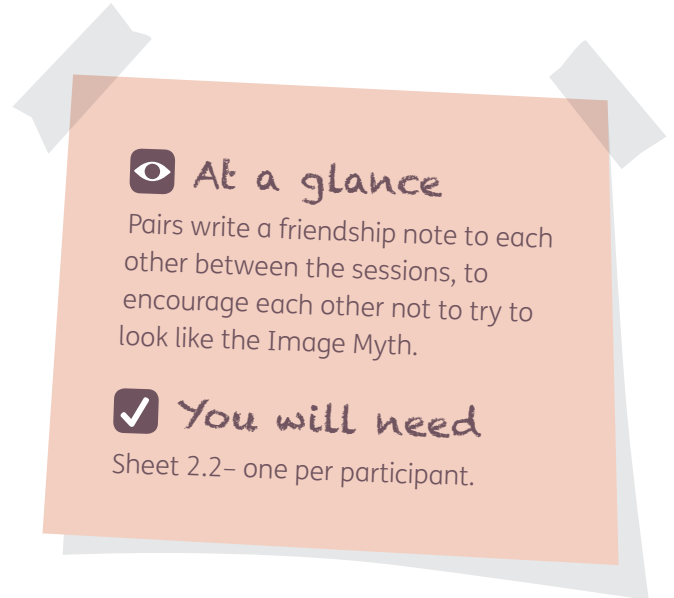 At a glance
Pairs write a friendship note to each
other between the sessions, to
encourage each other not to try to
look like the Image Myth.
You will need
Sheet 2.2– one per participant.